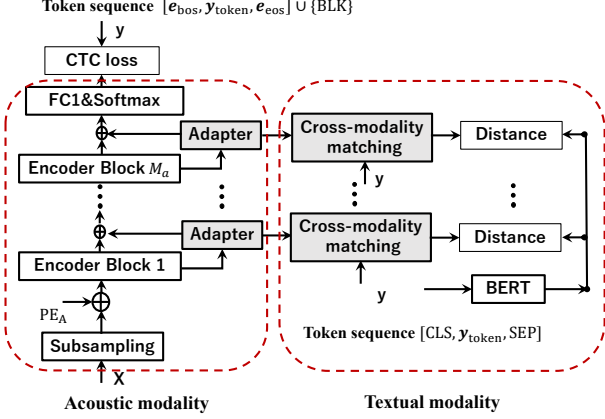 Token sequence [e_bos, y_token, e_eos] ∪ {BLK}
y
CTC loss
FC1&Softmax
Adapter
Cross-modality
matching
Distance
Encoder Block M_a
y
Adapter
Cross-modality
matching
Distance
Encoder Block 1
y
BERT
PE_A
Token sequence [CLS, y_token, SEP]
Subsampling
X
Acoustic modality
Textual modality